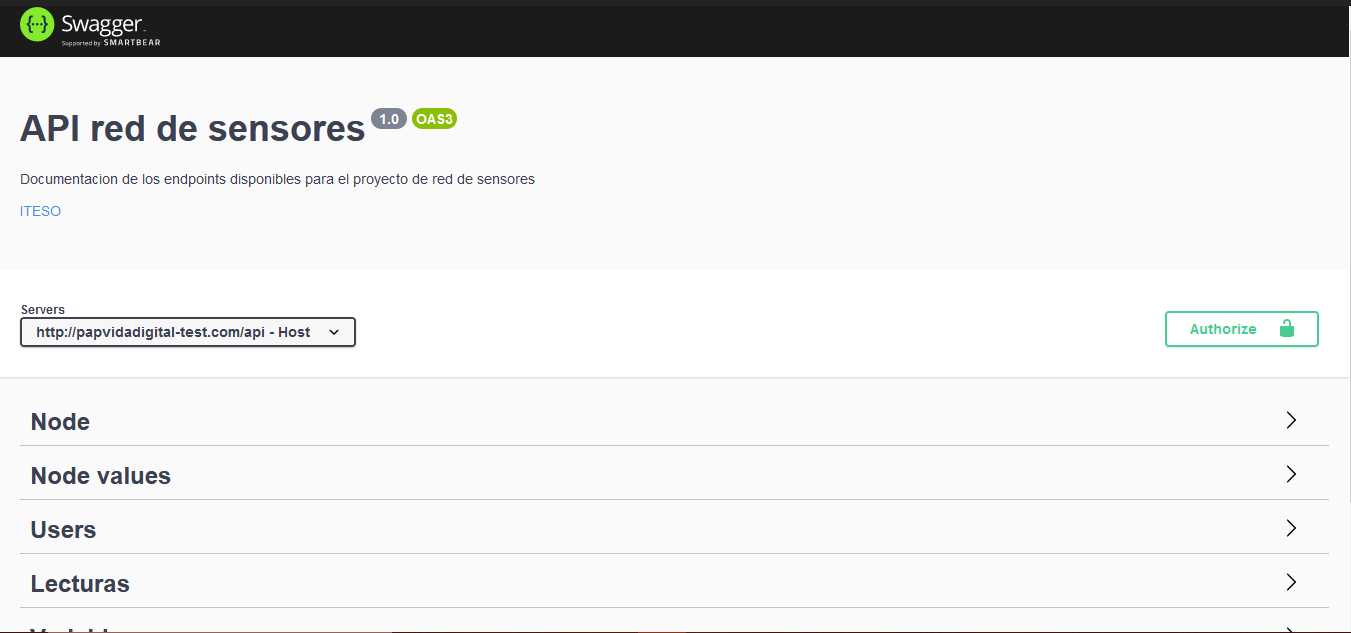 Swagger
Supported by SMARTBEAR
API red de sensores 1.0 OAS3
Documentacion de los endpoints disponibles para el proyecto de red de sensores
ITESO
Servers
http://papvidadigital-test.com/api - Host
Authorize
Node
Node values
Users
Lecturas